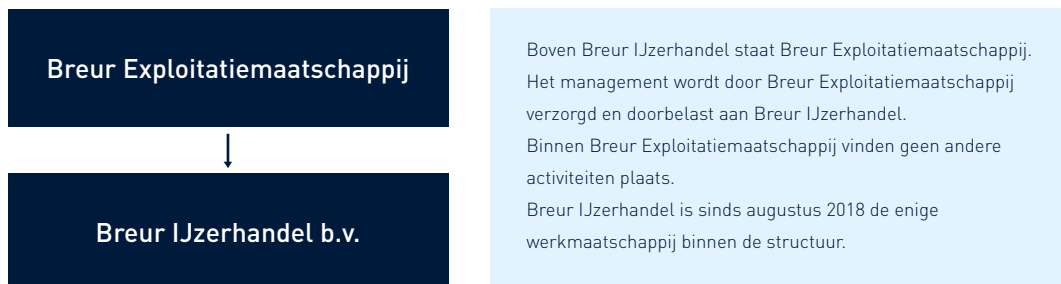 Breur Exploitatiemaatschappij
Breur IJzerhandel b.v.
Boven Breur IJzerhandel staat Breur Exploitatiemaatschappij.
Het management wordt door Breur Exploitatiemaatschappij
verzorgd en doorbelast aan Breur IJzerhandel.
Binnen Breur Exploitatiemaatschappij vinden geen andere
activiteiten plaats.
Breur IJzerhandel is sinds augustus 2018 de enige
werkmaatschappij binnen de structuur.